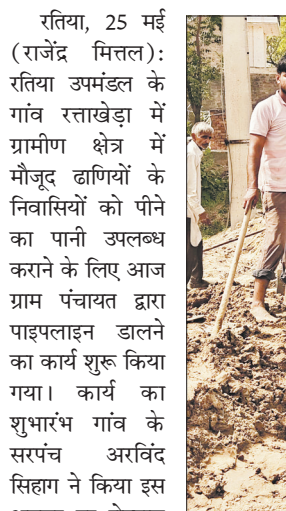 रतिया, 25 मई
(राजेंद्र मित्तल):
रतिया उपमंडल के
गांव रत्ताखेड़ा में
ग्रामीण क्षेत्र में
मौजूद ढाणियों के
निवासियों को पीने
का पानी उपलब्ध
कराने के लिए आज
ग्राम पंचायत द्वारा
पाइपलाइन डालने
का कार्य शुरू किया
गया। कार्य का
शुभारंभ गांव के
सरपंच अरविंद
सिहाग ने किया इस